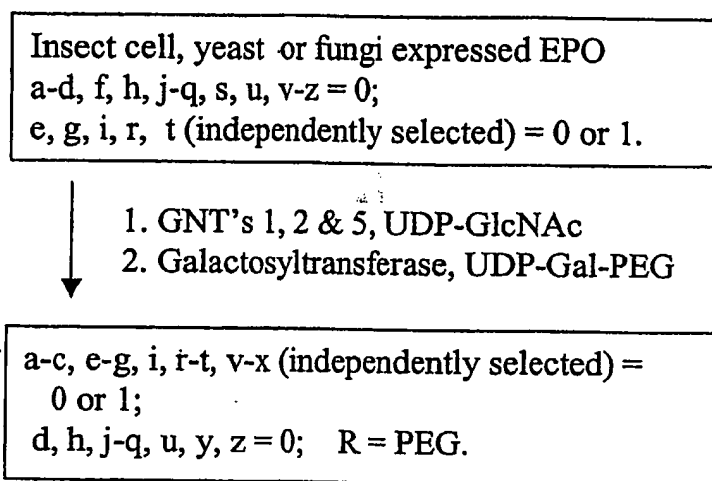 Insect cell, yeast or fungi expressed EPO
a-d, f, h, j-q, s, u, v-z = 0;
e, g, i, r, t (independently selected) = 0 or 1.
1. GNT's 1, 2 & 5, UDP-GlcNAc
2. Galactosyltransferase, UDP-Gal-PEG
a-c, e-g, i, r-t, v-x (independently selected) =
0 or 1;
d, h, j-q, u, y, z = 0; R = PEG.